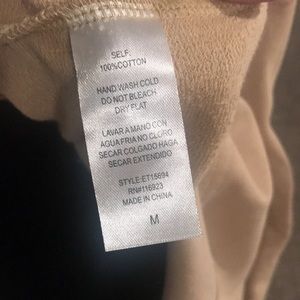 SELF:
100%COTTON
HAND WASH COLD
DO NOT BLEACH
DRY FLAT
LAVAR A MANO CON
AGUA FRIA NO CLORO
SECAR COLGADO HAGA
SECAR EXTENDIDO
STYLE:ET15694
RN#116923
MADE IN CHINA
M